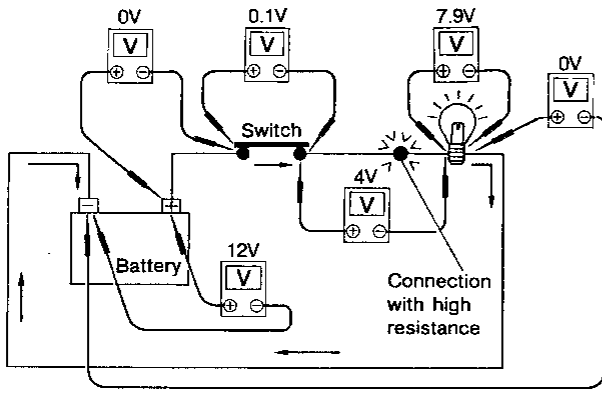 0V
0.1V
7.9V
0V
V
V
V
V
+ −
+ −
+ −
+ −
Switch
4V
V
+ −
− +
Battery
12V
V
+ −
Connection
with high
resistance